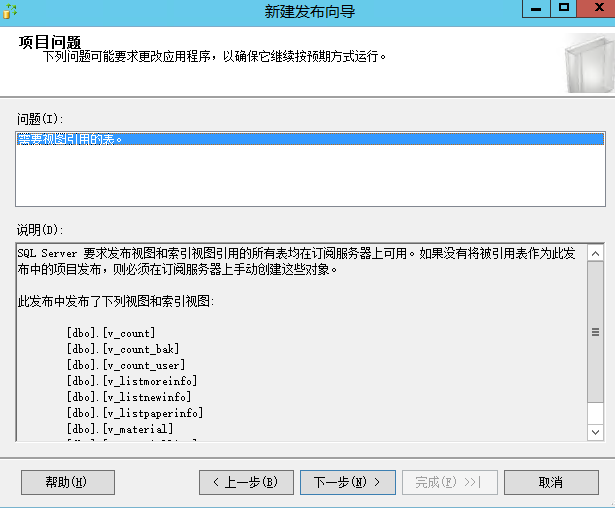 新建发布向导
项目问题
下列问题可能要求更改应用程序，以确保它继续按预期方式运行。
问题(I):
需要视图引用的表。
说明(D):
SQL Server 要求发布视图和索引视图引用的所有表均在订阅服务器上可用。如果没有将被引用表作为此发
布中的项目发布，则必须在订阅服务器上手动创建这些对象。
此发布中发布了下列视图和索引视图:
[dbo].[v_count]
[dbo].[v_count_bak]
[dbo].[v_count_user]
[dbo].[v_listmoreinfo]
[dbo].[v_listnewinfo]
[dbo].[v_listpaperinfo]
[dbo].[v_material]
帮助(H)
< 上一步(B)
下一步(N) >
完成(F) >>|
取消